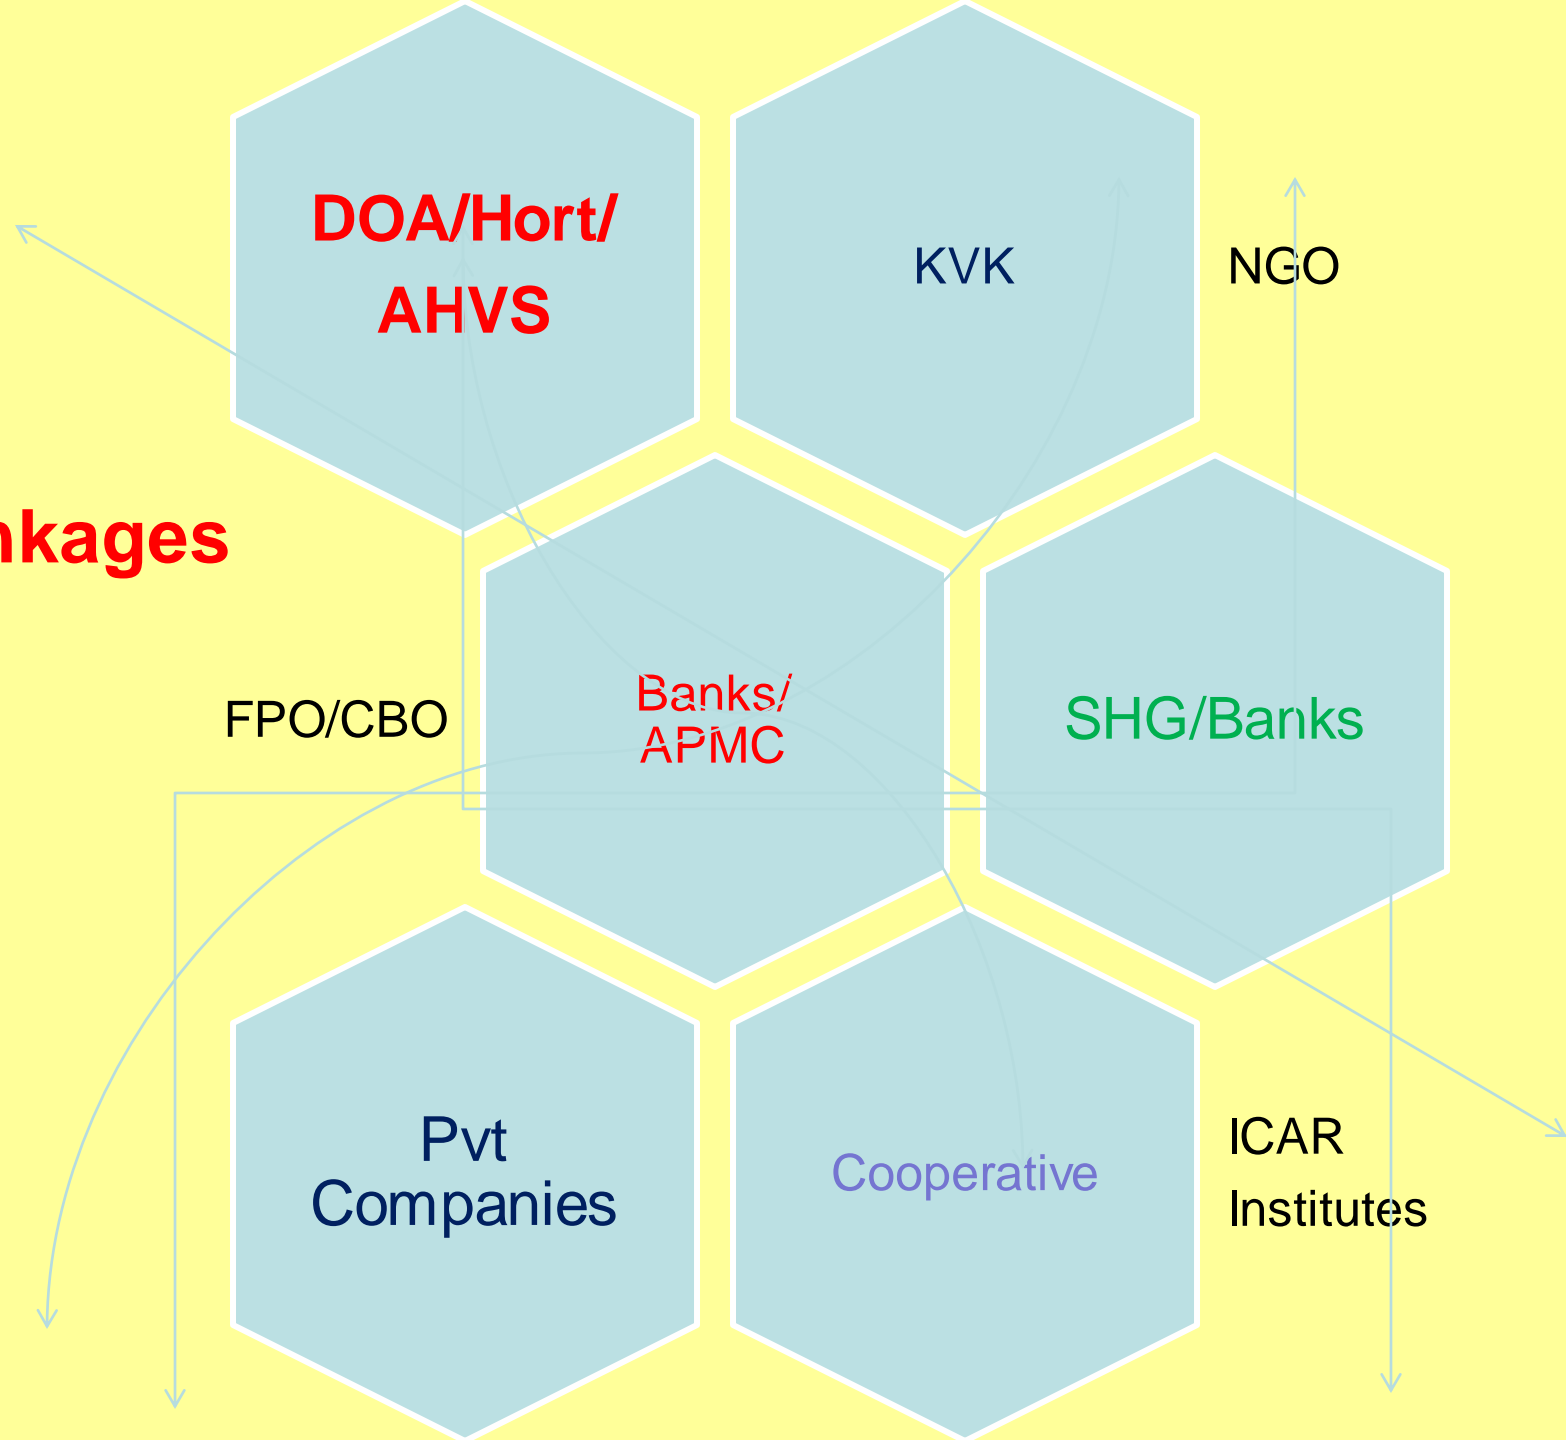 DOA/Hort/
AHVS
KVK
NGO
nkages
FPO/CBO
Banks/
APMC
SHG/Banks
Pvt
Companies
Cooperative
ICAR
Institutes